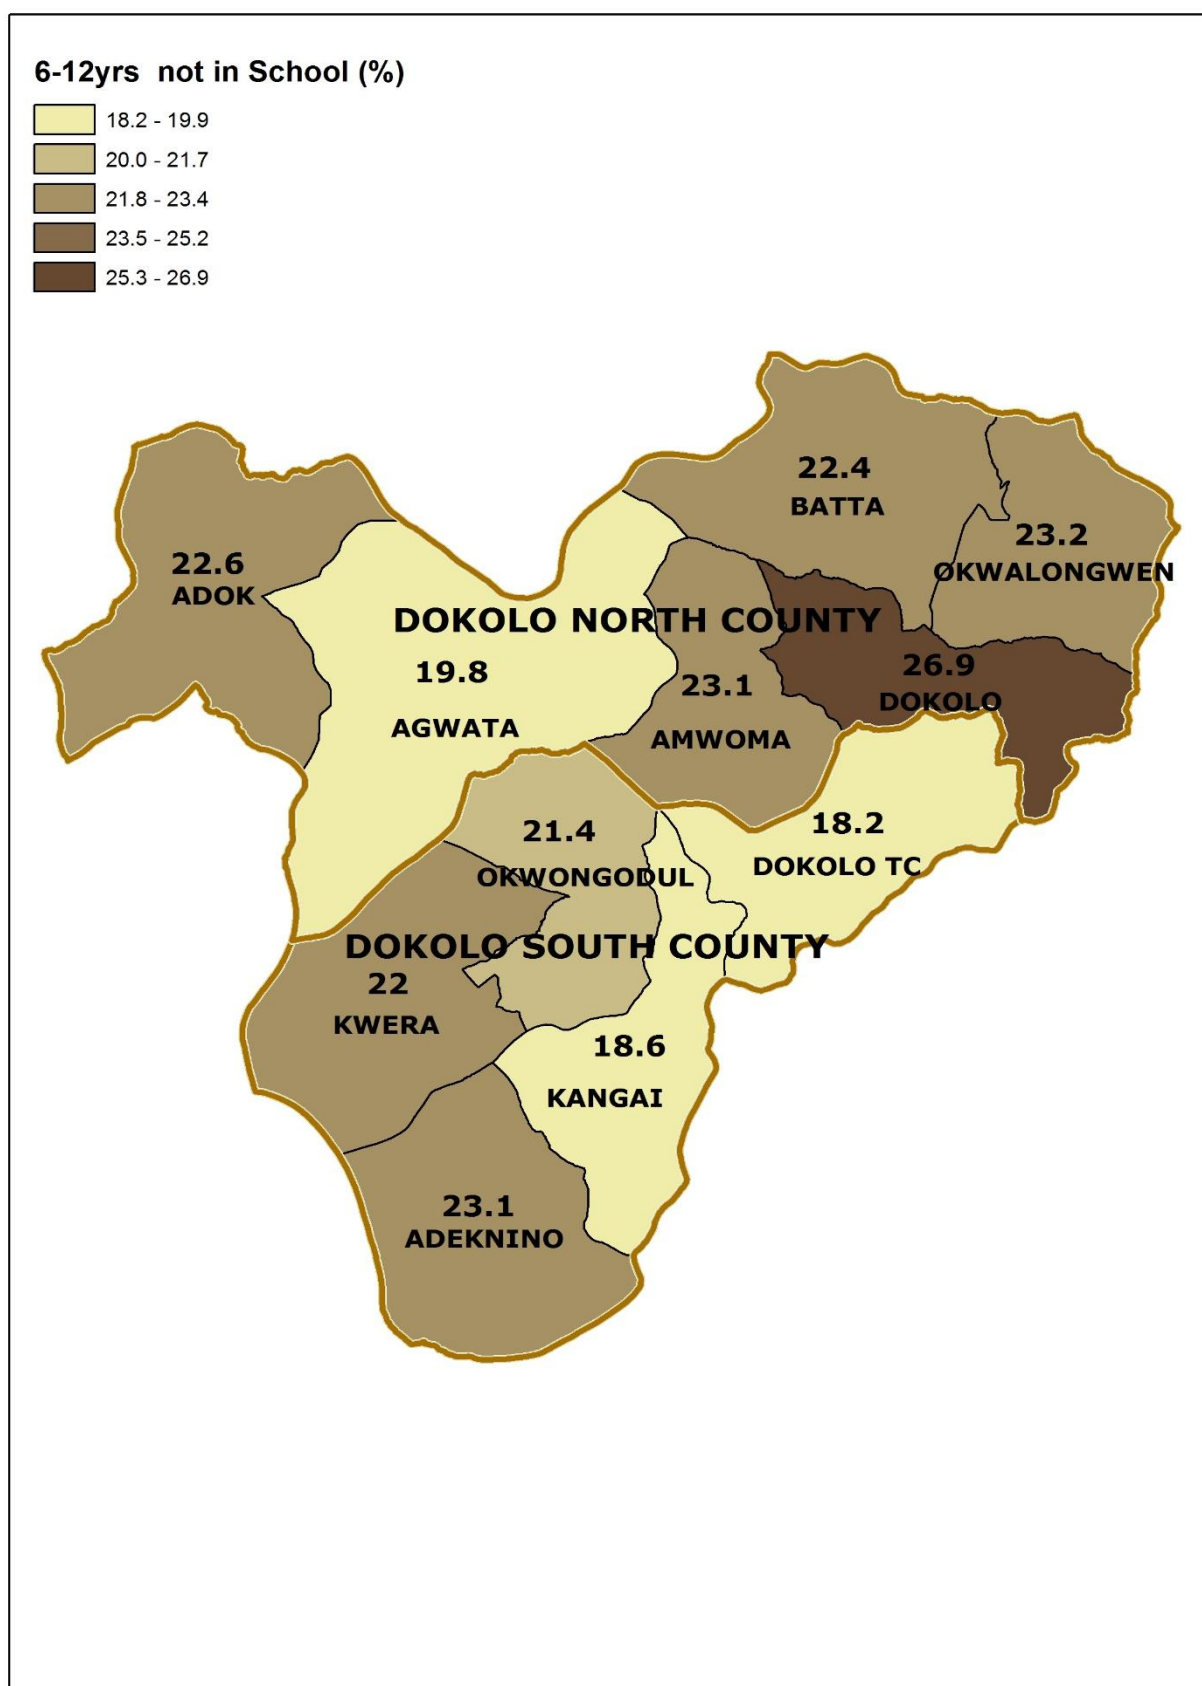 6-12yrs not in School (%)
18.2 - 19.9
20.0 - 21.7
21.8 - 23.4
23.5 - 25.2
25.3 - 26.9
22.4
BATTA
23.2
OKWALONGWEN
22.6
ADOK
DOKOLO NORTH COUNTY
19.8
AGWATA
23.1
AMWOMA
26.9
DOKOLO
18.2
DOKOLO TC
21.4
OKWONGODUL
DOKOLO SOUTH COUNTY
22
KWERA
18.6
KANGAI
23.1
ADEKNINO